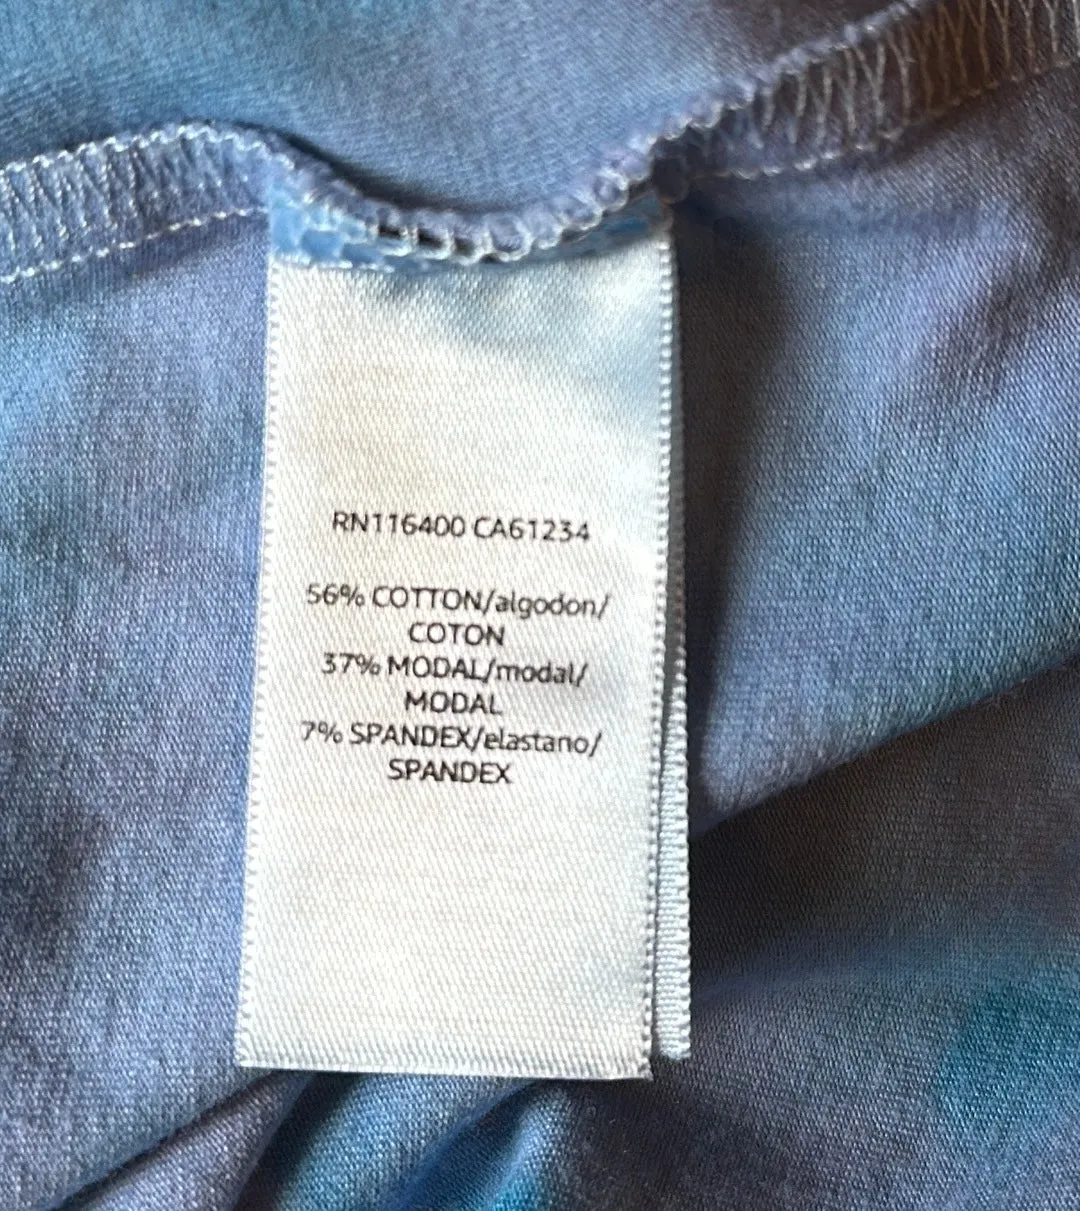 RN116400 CA61234
56% COTTON/algodon/
COTON
37% MODAL/modal/
MODAL
7% SPANDEX/elastano/
SPANDEX